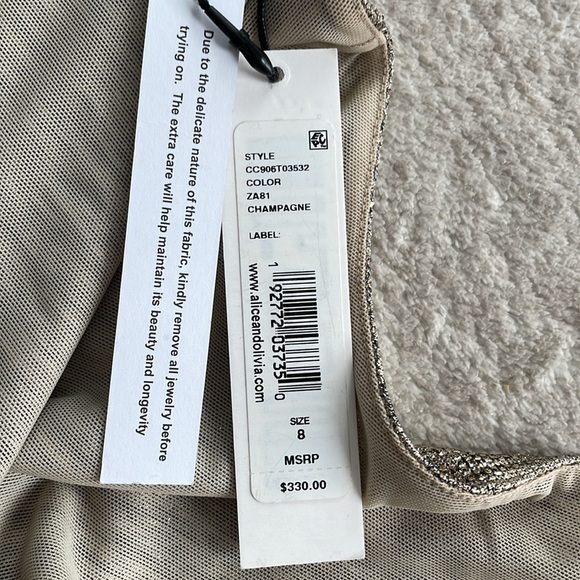 Due to the delicate nature of this fabric, kindly remove all jewelry before
trying on. The extra care will help maintain its beauty and longevity
STYLE
CC906T03532
COLOR
ZA81
CHAMPAGNE
LABEL:
1 92772 03735 0
www.aliceandolivia.com
SIZE
8
MSRP
$330.00